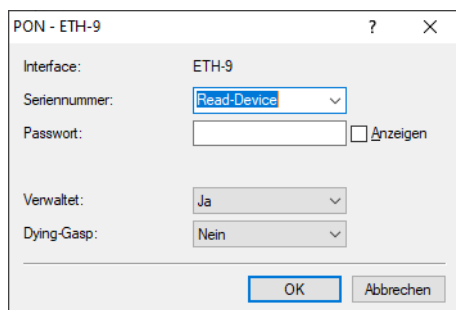 PON - ETH-9 ?
Interface: ETH-9
Seriennummer: Read-Device
Passwort: Anzeigen
Verwaltet: Ja
Dying-Gasp: Nein
OK Abbrechen